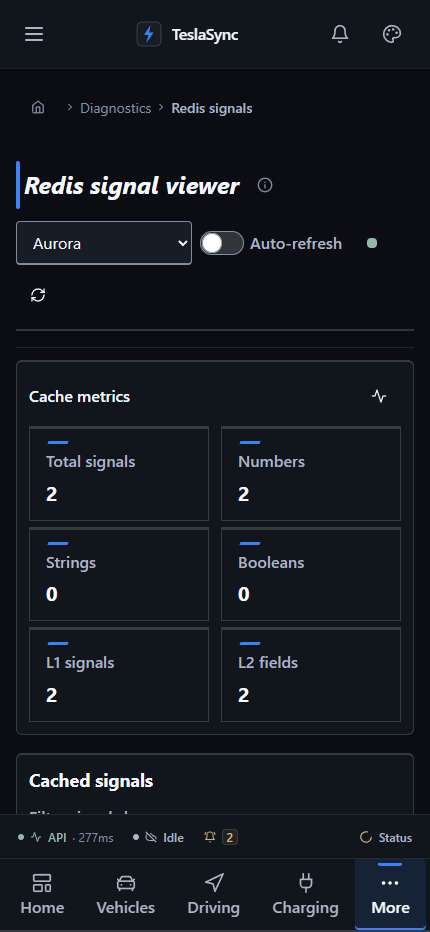 TeslaSync
Diagnostics Redis signals
Redis signal viewer
Aurora Auto-refresh
Cache metrics
Total signals Numbers
2 2
Strings Booleans
0 0
L1 signals L2 fields
2 2
Cached signals
API · 277ms Idle 2 Status
Home Vehicles Driving Charging More